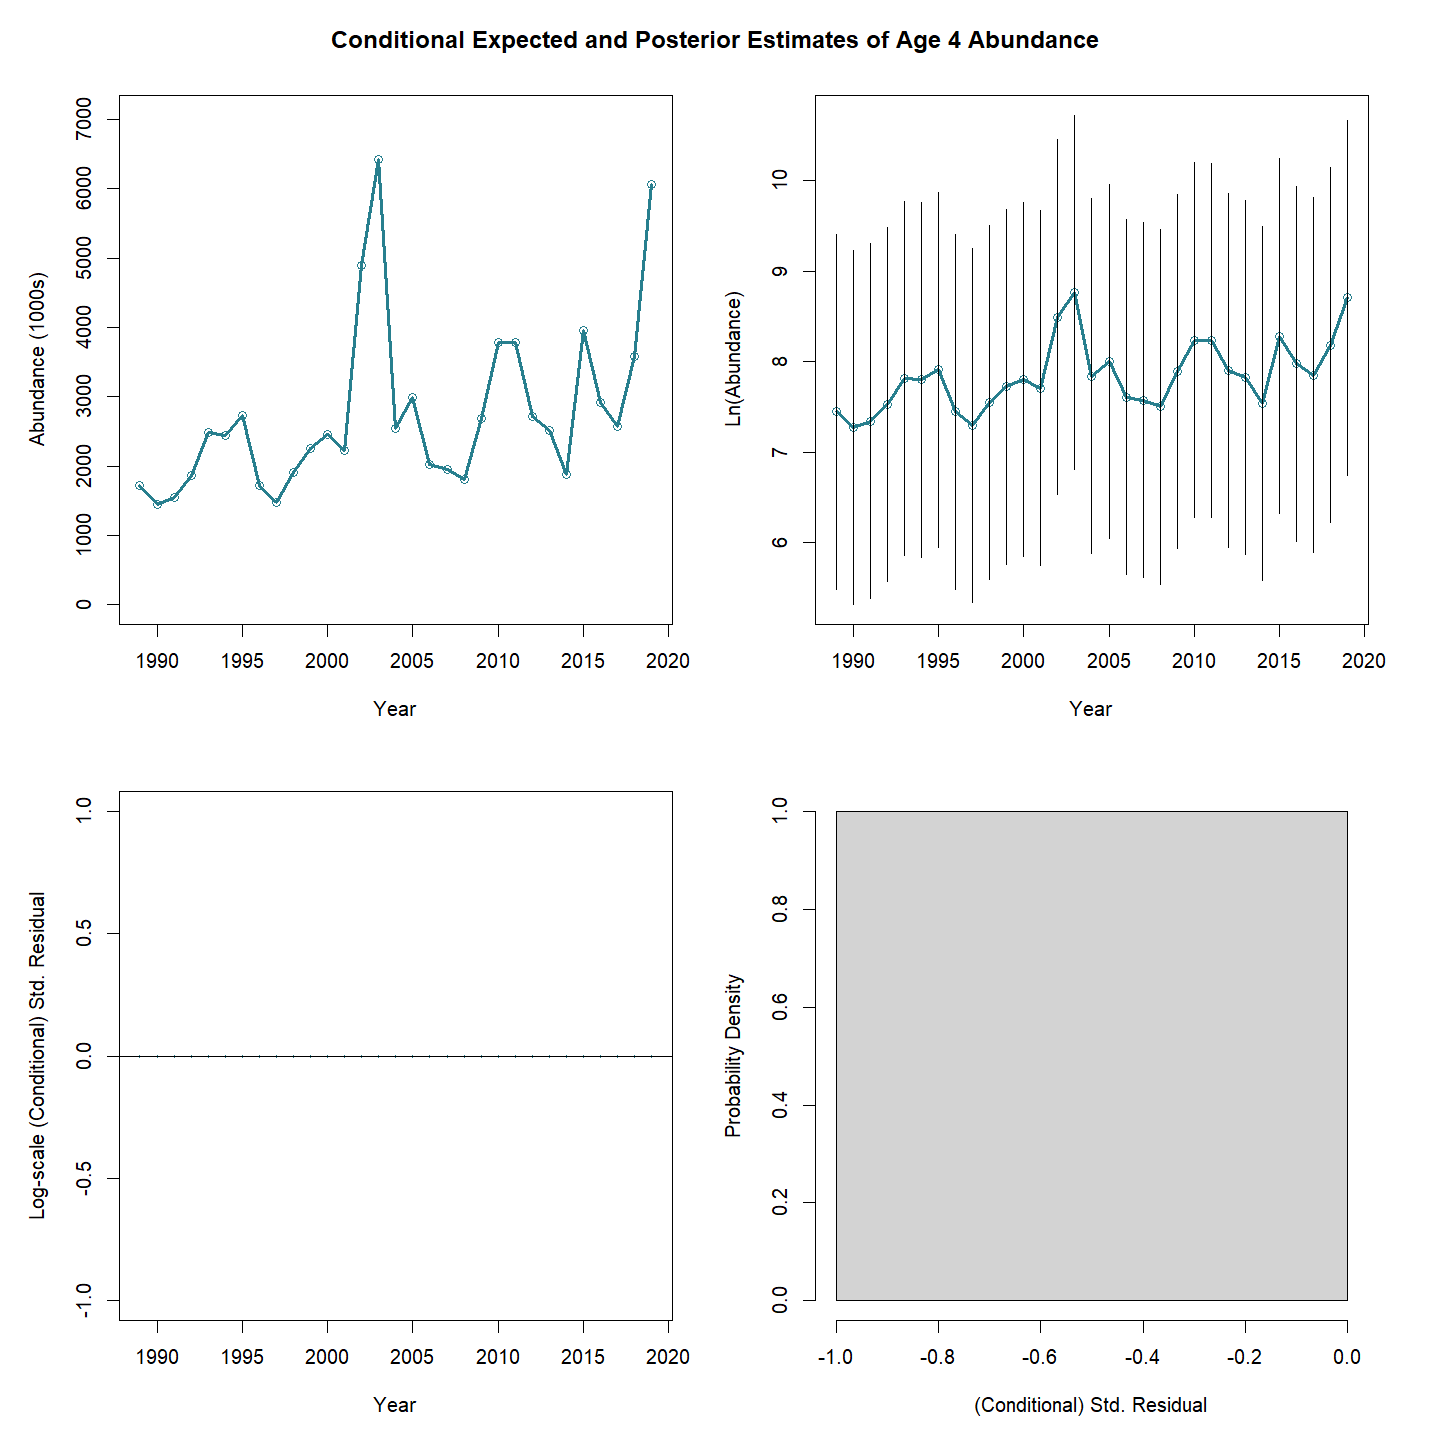 Conditional Expected and Posterior Estimates of Age 4 Abundance
Abundance (1000s)
7000
6000
5000
4000
3000
2000
1000
0
1990 1995 2000 2005 2010 2015 2020
Year
Ln(Abundance)
10
9
8
7
6
1990 1995 2000 2005 2010 2015 2020
Year
Log-scale (Conditional) Std. Residual
1.0
0.5
0.0
-0.5
-1.0
1990 1995 2000 2005 2010 2015 2020
Year
Probability Density
1.0
0.8
0.6
0.4
0.2
0.0
-1.0 -0.8 -0.6 -0.4 -0.2 0.0
(Conditional) Std. Residual